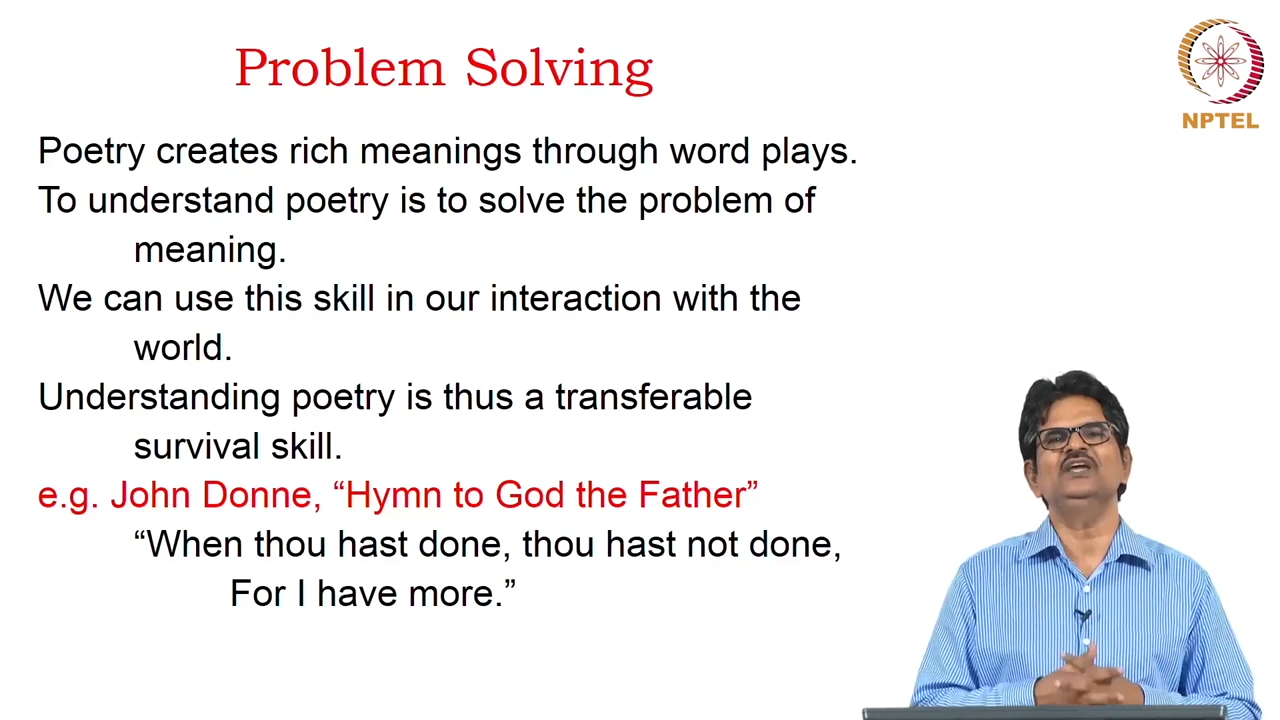 Problem Solving
NPTEL
Poetry creates rich meanings through word plays.
To understand poetry is to solve the problem of
meaning.
We can use this skill in our interaction with the
world.
Understanding poetry is thus a transferable
survival skill.
e.g. John Donne, “Hymn to God the Father”
“When thou hast done, thou hast not done,
For I have more.”